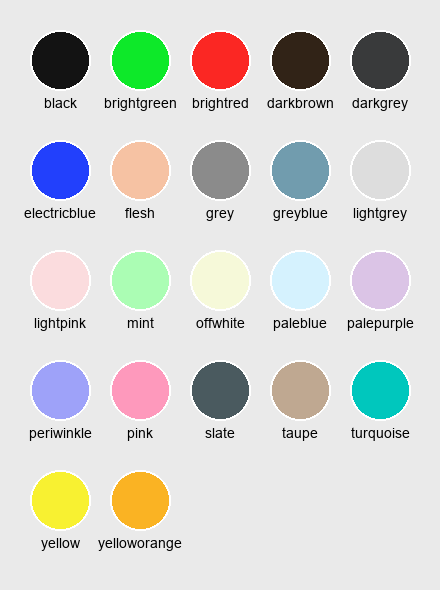 black brightgreen brightred darkbrown darkgrey
electricblue flesh grey greyblue lightgrey
lightpink mint offwhite paleblue palepurple
periwinkle pink slate taupe turquoise
yellow yelloworange